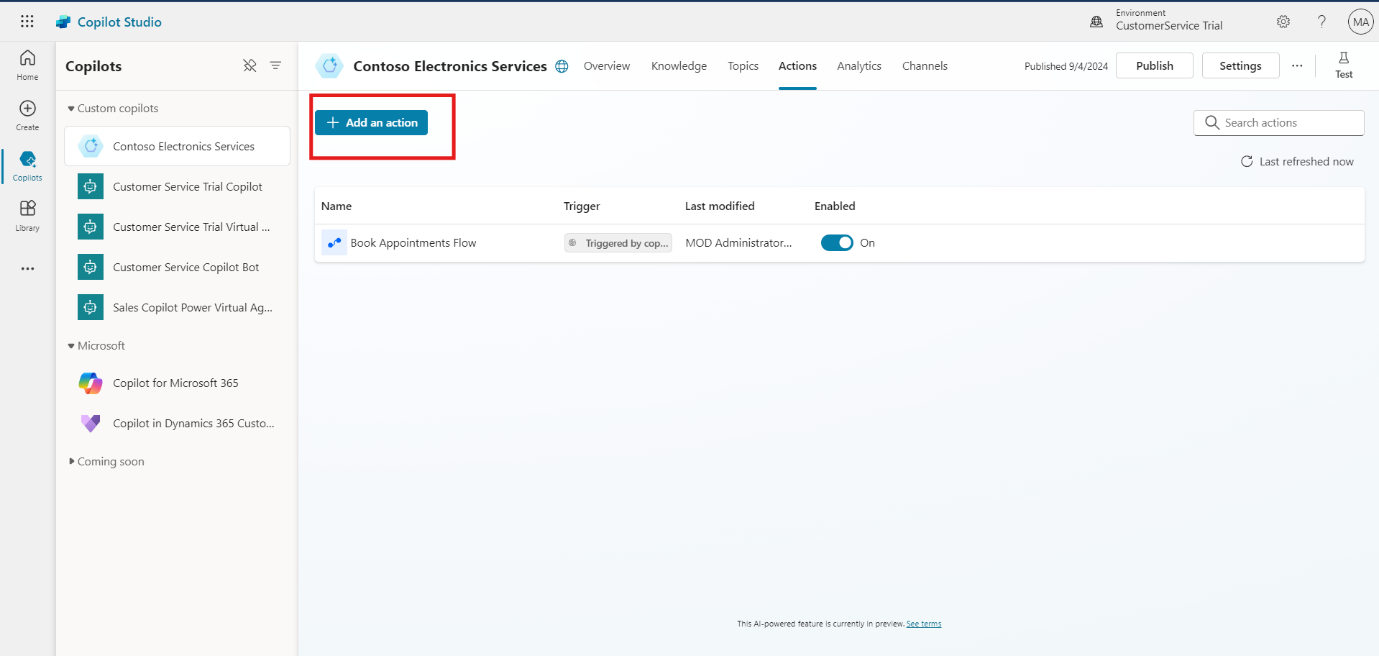 Copilot Studio
Environment
CustomerService Trial
?
MA
Home
Create
Copilots
Library
Copilots
Custom copilots
Contoso Electronics Services
Customer Service Trial Copilot
Customer Service Trial Virtual ...
Customer Service Copilot Bot
Sales Copilot Power Virtual Ag...
Microsoft
Copilot for Microsoft 365
Copilot in Dynamics 365 Custo...
Coming soon
Contoso Electronics Services
Overview Knowledge Topics Actions Analytics Channels
Published 9/4/2024 Publish Settings ... Test
+ Add an action
Search actions
Last refreshed now
Name Trigger Last modified Enabled
Book Appointments Flow Triggered by cop... MOD Administrator... On
This AI-powered feature is currently in preview. See terms